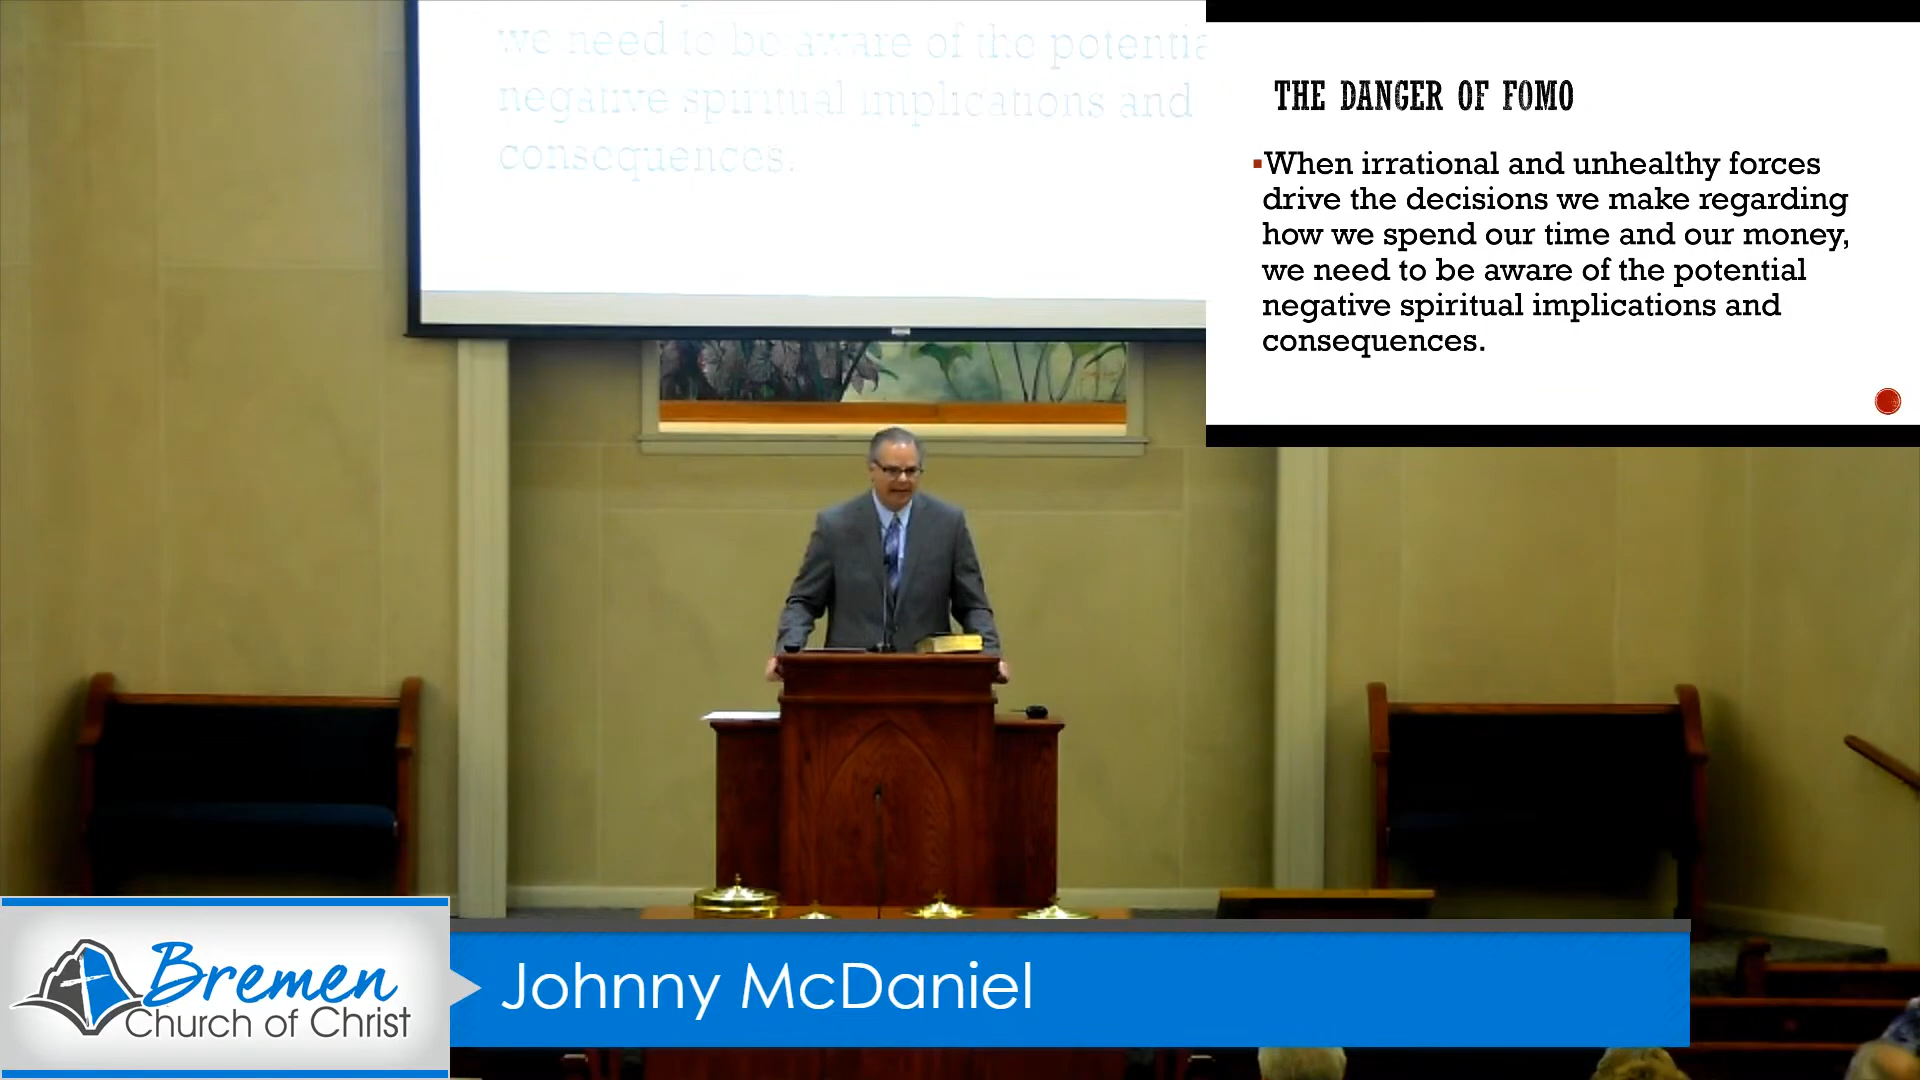 we need to be aware of the potentia
negative spiritual implications and
consequences.
THE DANGER OF FOMO
▪When irrational and unhealthy forces
drive the decisions we make regarding
how we spend our time and our money,
we need to be aware of the potential
negative spiritual implications and
consequences.
Bremen
Church of Christ
Johnny McDaniel